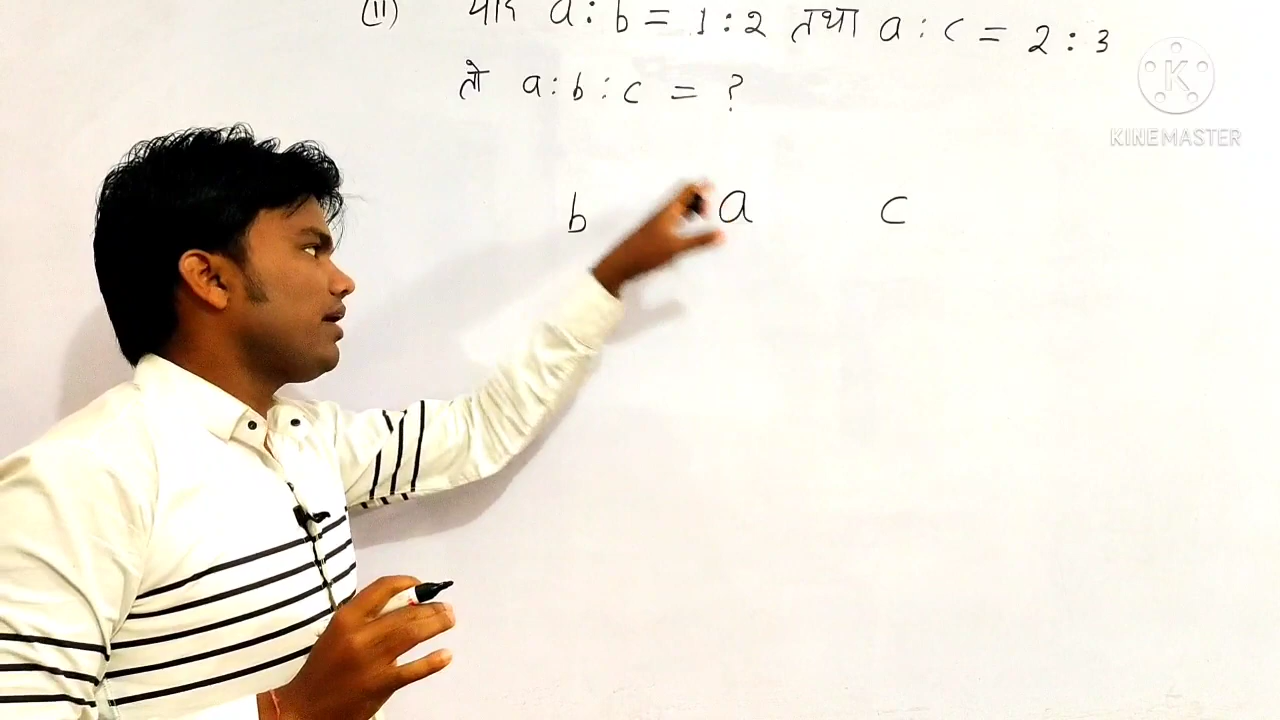 (ii) यदि a : b = 1 : 2 तथा a : c = 2 : 3
तो a : b : c = ?
b a c
K
KINEMASTER